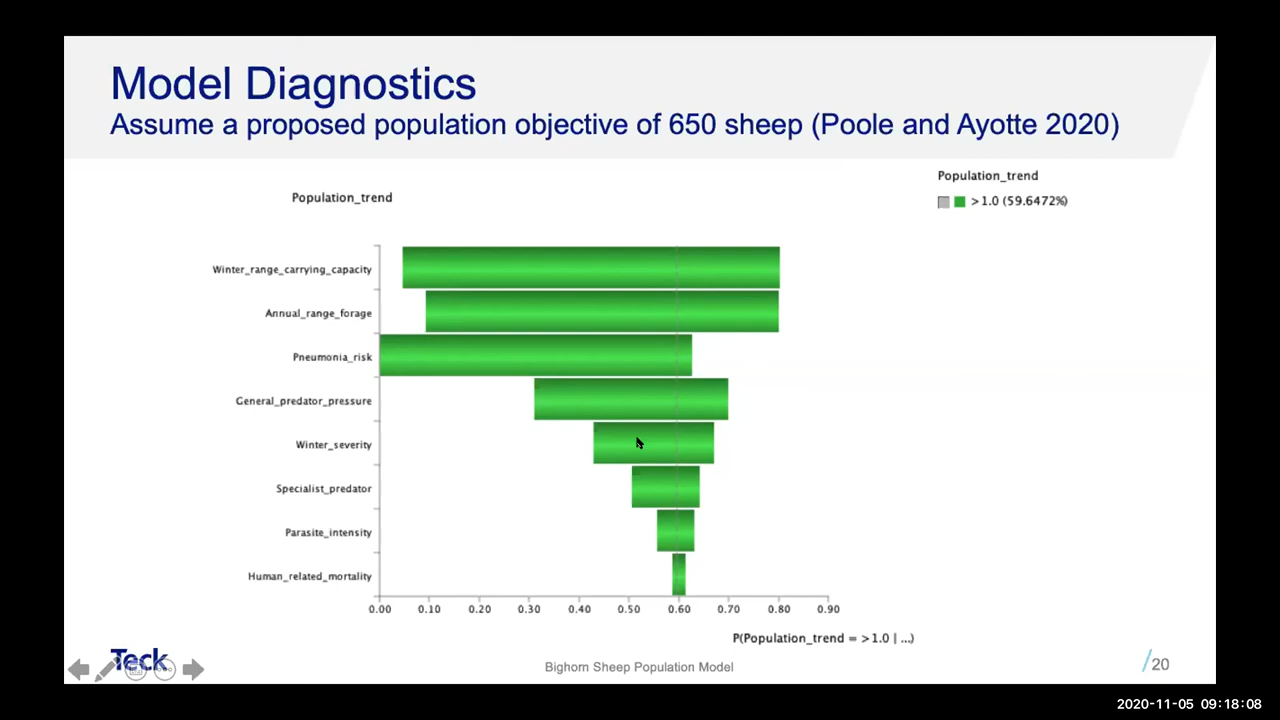 Model Diagnostics
Assume a proposed population objective of 650 sheep (Poole and Ayotte 2020)
Population_trend
Population_trend
>1.0 (59.6472%)
Winter_range_carrying_capacity
Annual_range_forage
Pneumonia_risk
General_predator_pressure
Winter_severity
Specialist_predator
Parasite_intensity
Human_related_mortality
0.00 0.10 0.20 0.30 0.40 0.50 0.60 0.70 0.80 0.90
P(Population_trend = >1.0 | ...)
Teck
Bighorn Sheep Population Model
/20
2020-11-05 09:18:08